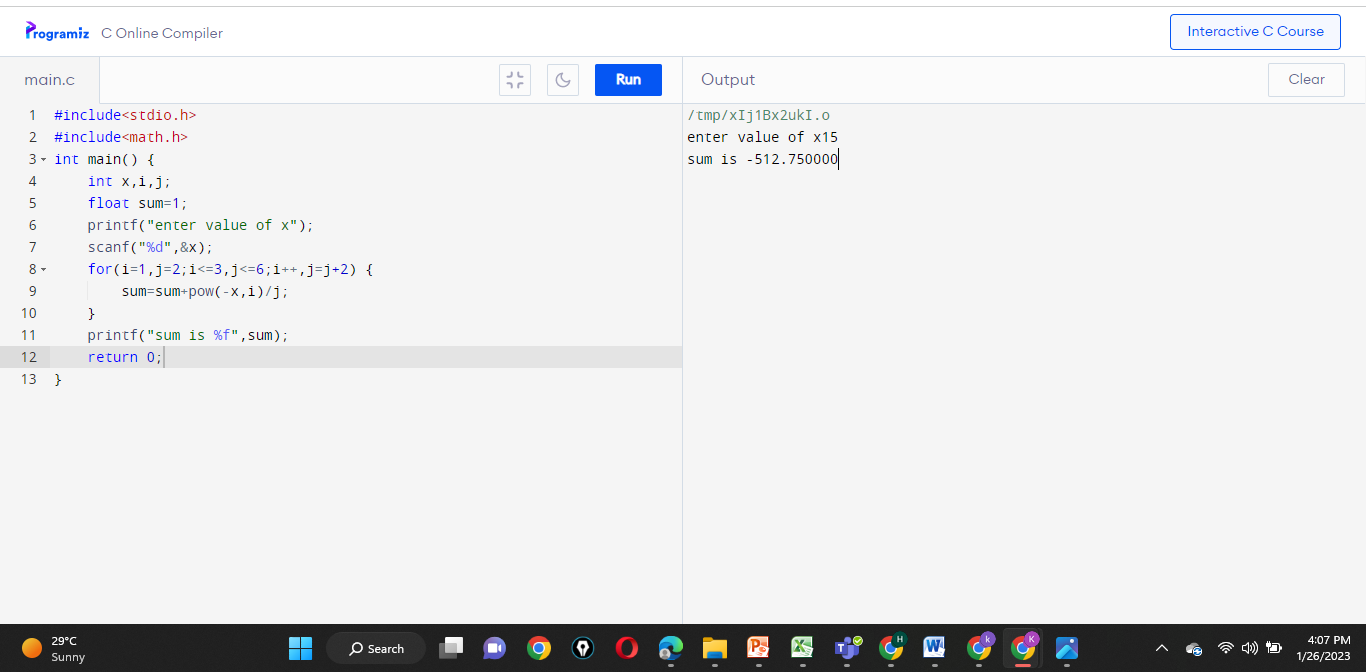 Programiz C Online Compiler
Interactive C Course
main.c
Run
Output
Clear
1 #include<stdio.h>
2 #include<math.h>
3 int main() {
4     int x,i,j;
5     float sum=1;
6     printf("enter value of x");
7     scanf("%d",&x);
8     for(i=1,j=2;i<=3,j<=6;i++,j=j+2) {
9         sum=sum+pow(-x,i)/j;
10     }
11     printf("sum is %f",sum);
12     return 0;
13 }
/tmp/xIj1Bx2ukI.o
enter value of x15
sum is -512.750000
29°C
Sunny
Search
H
k
K
4:07 PM
1/26/2023